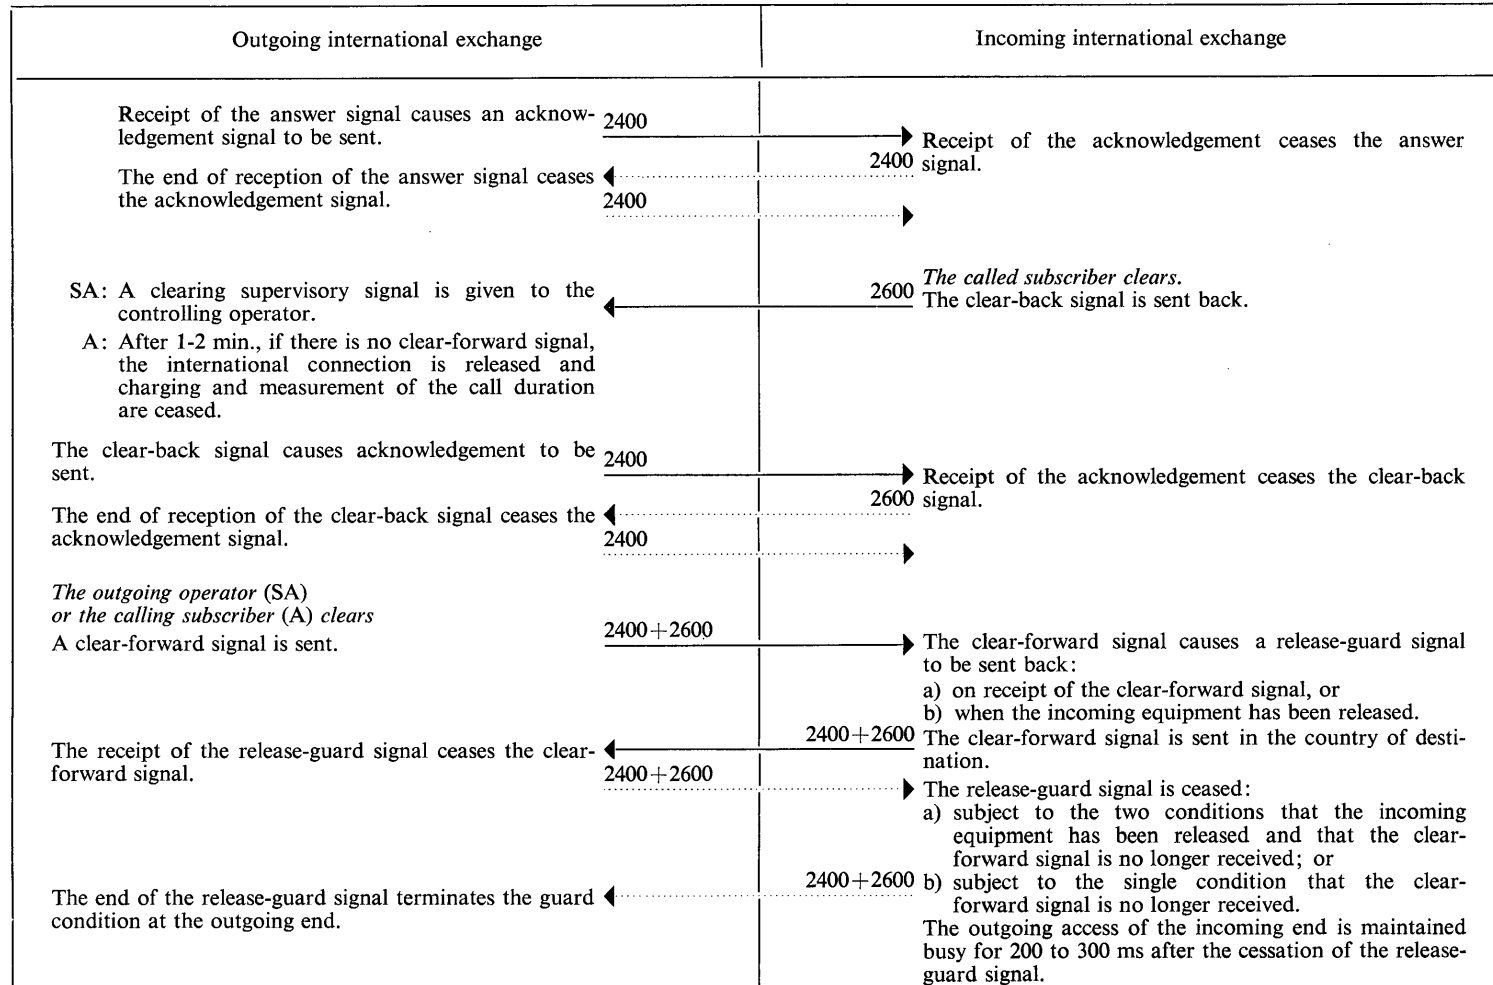 Outgoing international exchange
Incoming international exchange
Receipt of the answer signal causes an acknow-
ledgement signal to be sent.
2400
Receipt of the acknowledgement ceases the answer
signal.
2400
The end of reception of the answer signal ceases
the acknowledgement signal.
2400
The called subscriber clears.
2600
The clear-back signal is sent back.
SA: A clearing supervisory signal is given to the
controlling operator.
A: After 1-2 min., if there is no clear-forward signal,
the international connection is released and
charging and measurement of the call duration
are ceased.
The clear-back signal causes acknowledgement to be
sent.
2400
Receipt of the acknowledgement ceases the clear-back
signal.
2600
The end of reception of the clear-back signal ceases the
acknowledgement signal.
2400
The outgoing operator (SA)
or the calling subscriber (A) clears
A clear-forward signal is sent.
2400+2600
The clear-forward signal causes a release-guard signal
to be sent back:
a) on receipt of the clear-forward signal, or
b) when the incoming equipment has been released.
2400+2600
The clear-forward signal is sent in the country of desti-
nation.
The receipt of the release-guard signal ceases the clear-
forward signal.
2400+2600
The release-guard signal is ceased:
a) subject to the two conditions that the incoming
equipment has been released and that the clear-
forward signal is no longer received; or
2400+2600
b) subject to the single condition that the clear-
forward signal is no longer received.
The end of the release-guard signal terminates the guard
condition at the outgoing end.
The outgoing access of the incoming end is maintained
busy for 200 to 300 ms after the cessation of the release-
guard signal.